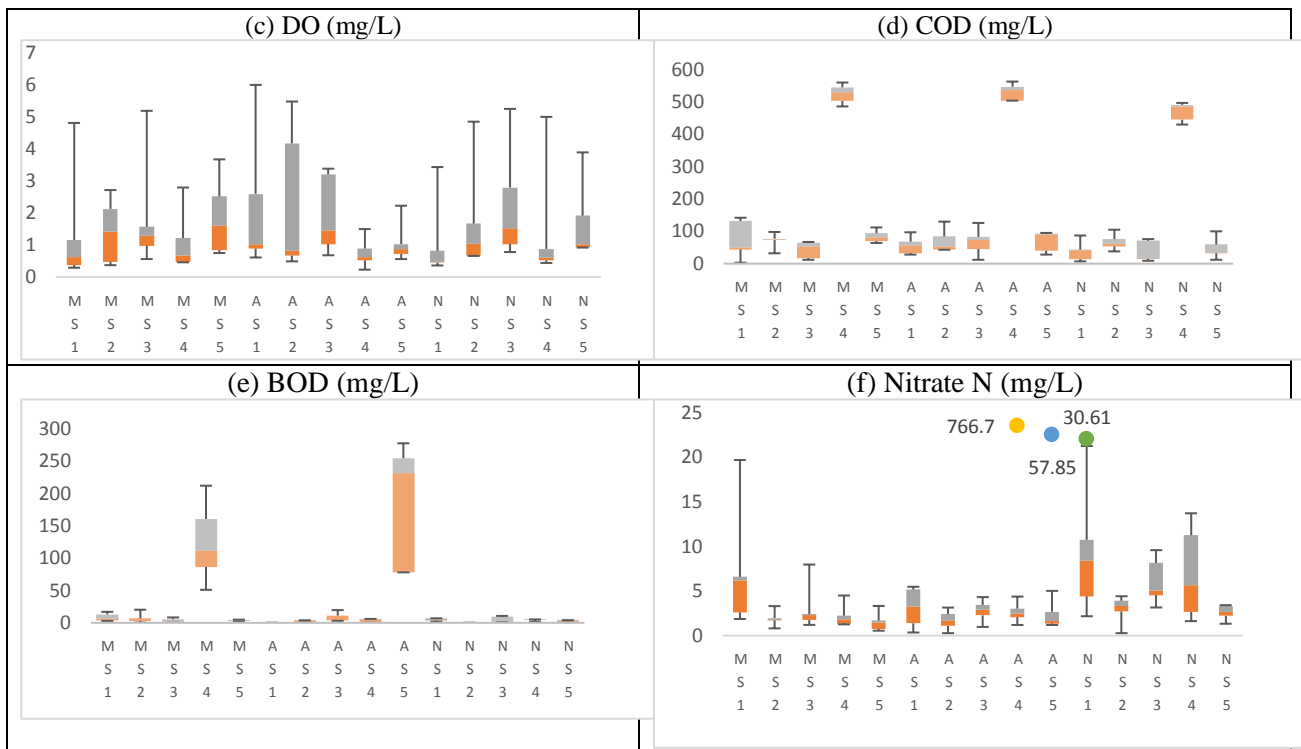 (c) DO (mg/L)
7
6
5
4
3
2
1
0
M M M M M A A A A A N N N N N
S S S S S S S S S S S S S S S
1 2 3 4 5 1 2 3 4 5 1 2 3 4 5
(d) COD (mg/L)
600
500
400
300
200
100
0
M M M M M A A A A A N N N N N
S S S S S S S S S S S S S S S
1 2 3 4 5 1 2 3 4 5 1 2 3 4 5
(e) BOD (mg/L)
300
250
200
150
100
50
0
M M M M M A A A A A N N N N N
S S S S S S S S S S S S S S S
1 2 3 4 5 1 2 3 4 5 1 2 3 4 5
(f) Nitrate N (mg/L)
25
20
15
10
5
0
766.7
30.61
57.85
M M M M M A A A A A N N N N N
S S S S S S S S S S S S S S S
1 2 3 4 5 1 2 3 4 5 1 2 3 4 5